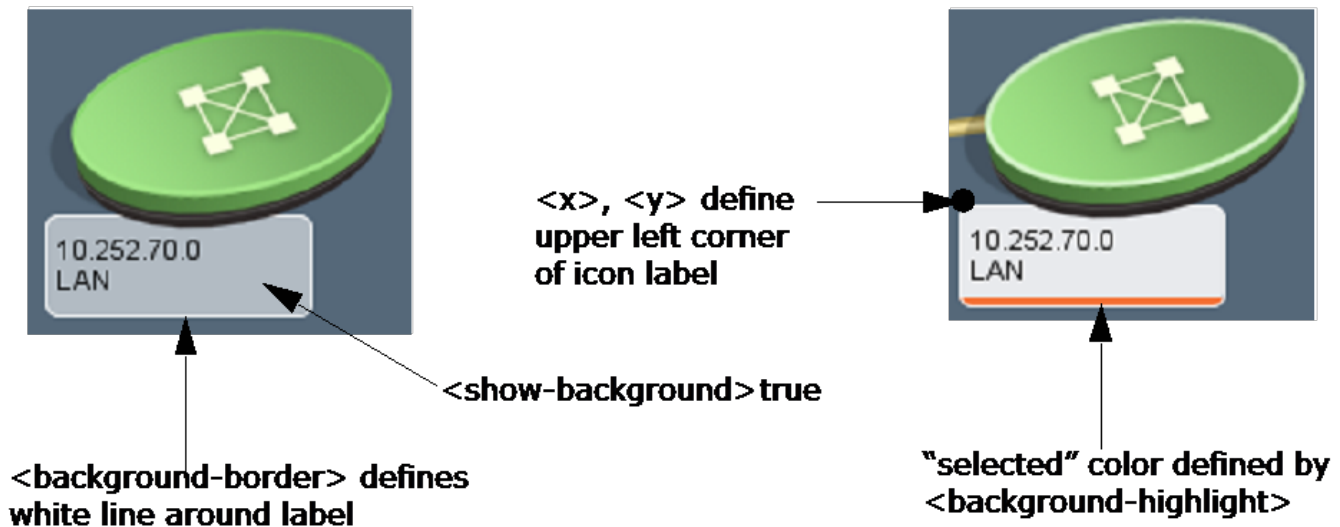 10.252.70.0
LAN
<x>, <y> define
upper left corner
of icon label
10.252.70.0
LAN
<show-background>true
<background-border> defines
white line around label
“selected” color defined by
<background-highlight>